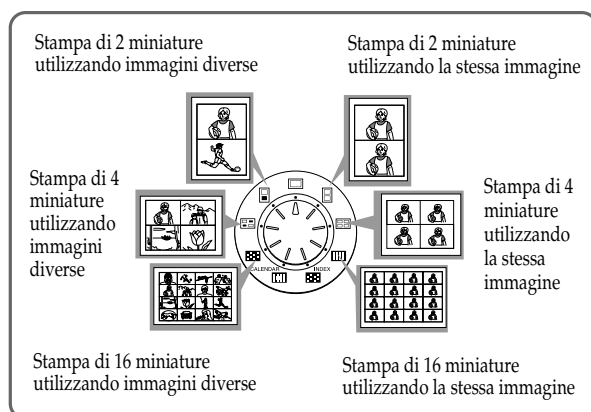 Stampa di 2 miniature
utilizzando immagini diverse
Stampa di 2 miniature
utilizzando la stessa immagine
Stampa di 4
miniature
utilizzando
immagini
diverse
Stampa di 4
miniature
utilizzando
la stessa
immagine
CALENDAR
INDEX
Stampa di 16 miniature
utilizzando immagini diverse
Stampa di 16 miniature
utilizzando la stessa immagine